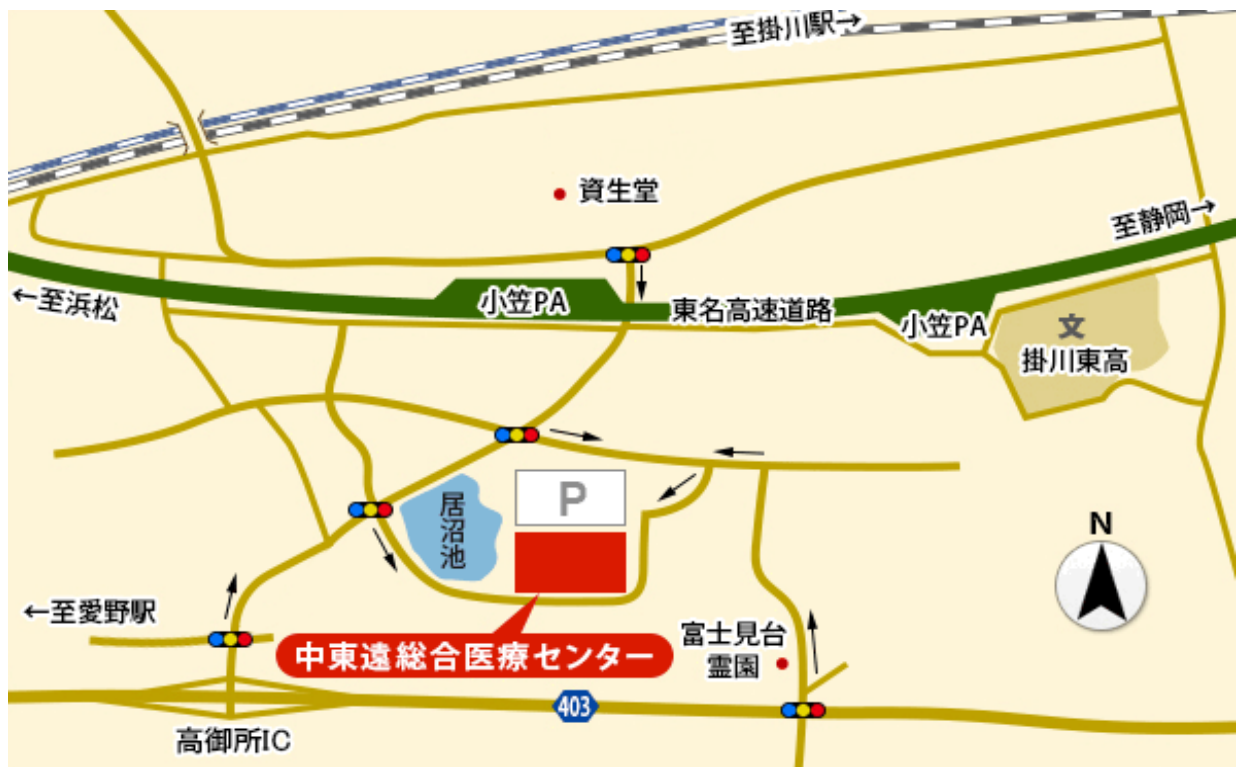 至掛川駅→
資生堂
至静岡→
←至浜松
小笠PA
東名高速道路
小笠PA
文
掛川東高
P
居沼池
N
←至愛野駅
中東遠総合医療センター
富士見台
霊園
403
高御所IC